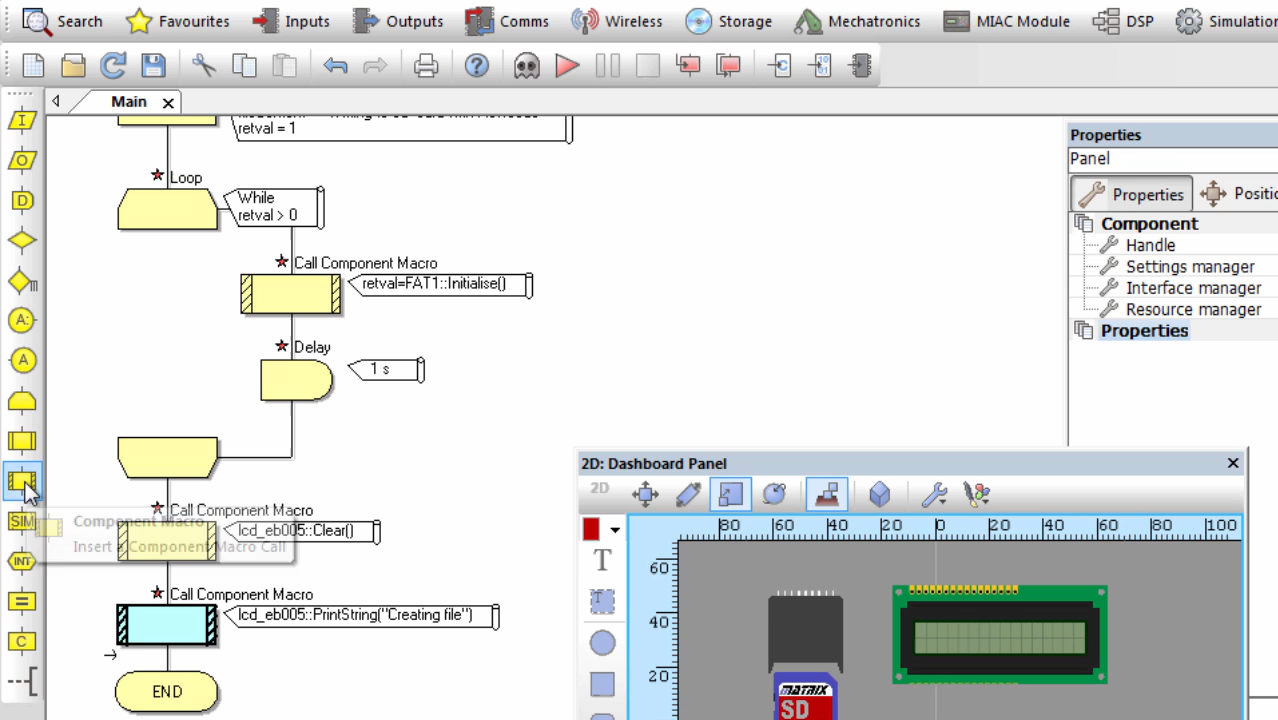 Search Favourites Inputs Outputs Comms Wireless Storage Mechatronics MIAC Module DSP Simulation
Main
retval = 1
Loop
While
retval > 0
Call Component Macro
retval=FAT1::Initialise()
Delay
1 s
Call Component Macro
lcd_eb005::Clear()
Component Macro
Insert a Component Macro Call
Call Component Macro
lcd_eb005::PrintString("Creating file")
END
I
O
D
A:
A
SIM
INT
=
C
Properties
Panel
Properties Positio
Component
Handle
Settings manager
Interface manager
Resource manager
Properties
2D: Dashboard Panel
2D
80 60 40 20 0 20 40 60 80 100
T
60
40
20
MATRIX
SD